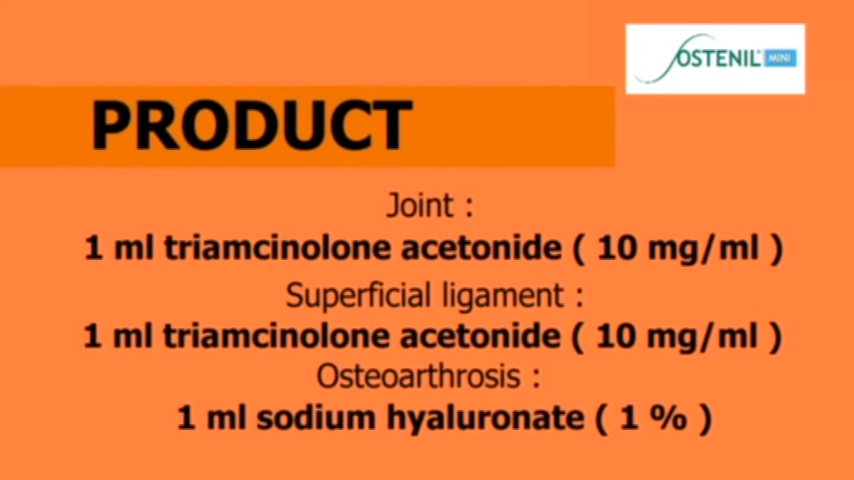 OSTENIL® MINI
PRODUCT
Joint :
1 ml triamcinolone acetonide ( 10 mg/ml )
Superficial ligament :
1 ml triamcinolone acetonide ( 10 mg/ml )
Osteoarthrosis :
1 ml sodium hyaluronate ( 1 % )